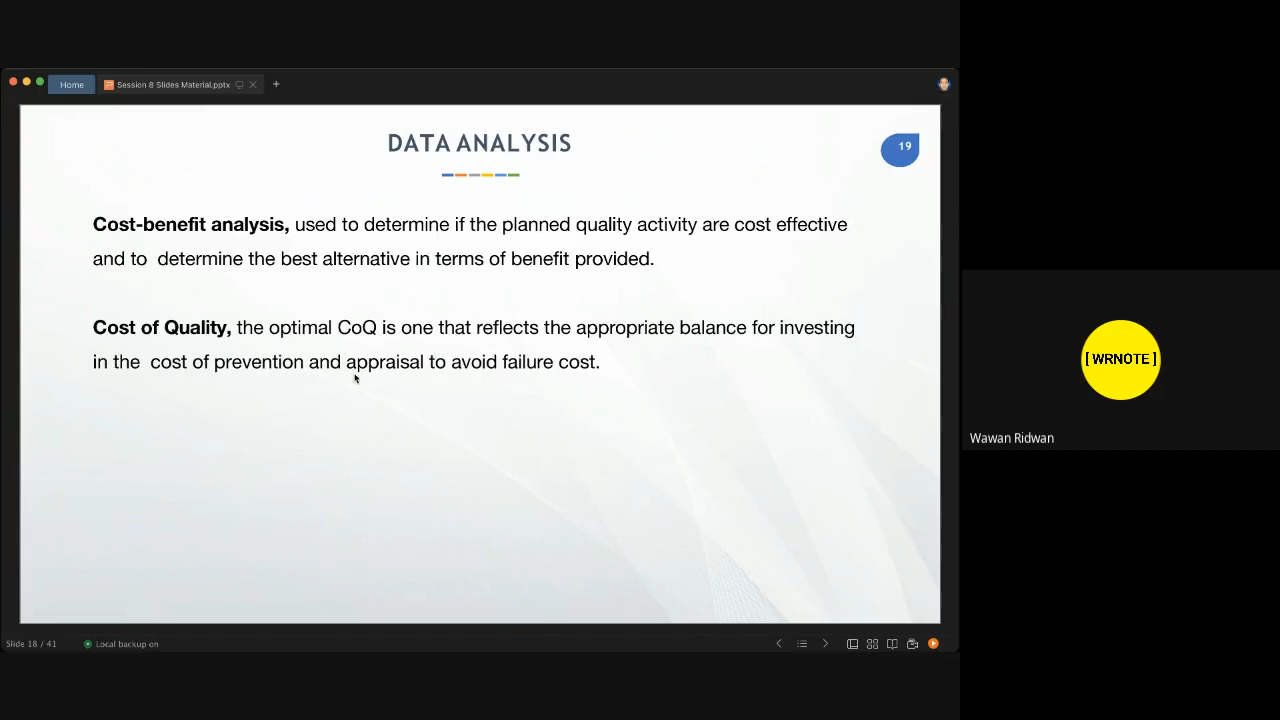 Home
Session 8 Slides Material.pptx
DATA ANALYSIS
19
Cost-benefit analysis, used to determine if the planned quality activity are cost effective
and to determine the best alternative in terms of benefit provided.
Cost of Quality, the optimal CoQ is one that reflects the appropriate balance for investing
in the cost of prevention and appraisal to avoid failure cost.
[ WRNOTE ]
Wawan Ridwan
Slide 18 / 41
Local backup on